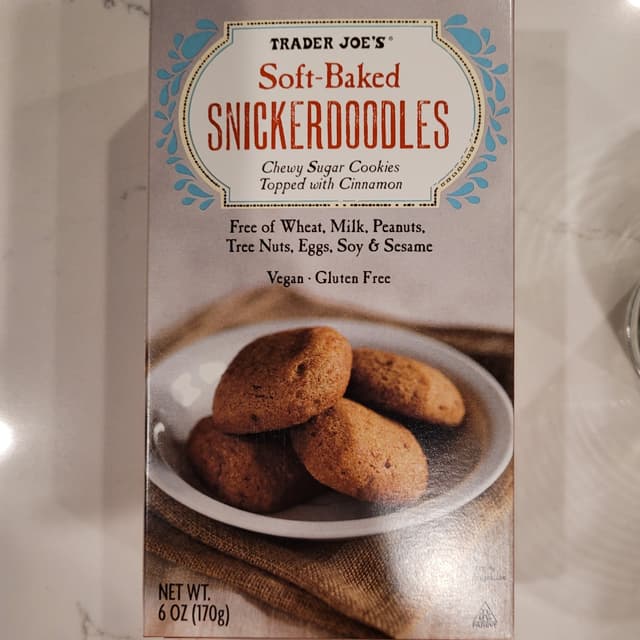 TRADER JOE'S®
Soft-Baked
SNICKERDOODLES
Chewy Sugar Cookies
Topped with Cinnamon
Free of Wheat, Milk, Peanuts,
Tree Nuts, Eggs, Soy & Sesame
Vegan · Gluten Free
NET WT.
6 OZ (170g)